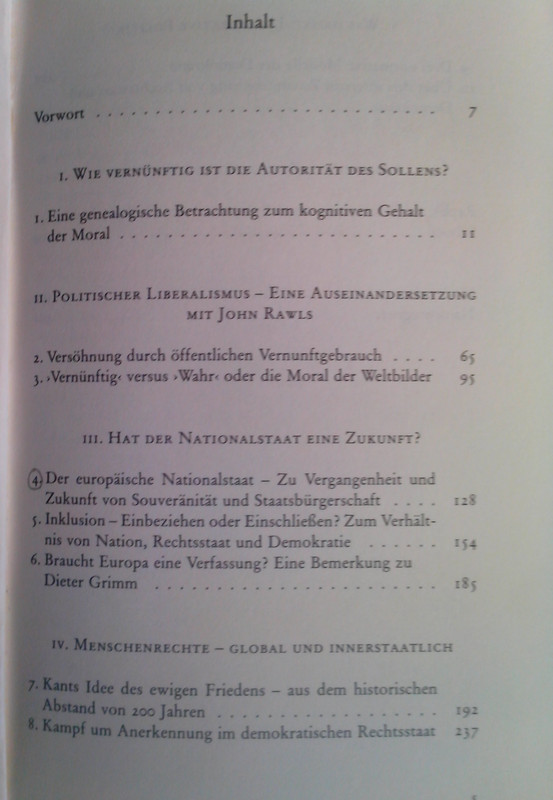 Inhalt
Vorwort . . . . . . . . . . . . . . . . . . . . . . . . . . . 7
I. WIE VERNÜNFTIG IST DIE AUTORITÄT DES SOLLENS?
1. Eine genealogische Betrachtung zum kognitiven Gehalt
der Moral . . . . . . . . . . . . . . . . . . . . . . . . . 11
II. POLITISCHER LIBERALISMUS – EINE AUSEINANDERSETZUNG
MIT JOHN RAWLS
2. Versöhnung durch öffentlichen Vernunftgebrauch . . . . 65
3. ›Vernünftig‹ versus ›Wahr‹ oder die Moral der Weltbilder 95
III. HAT DER NATIONALSTAAT EINE ZUKUNFT?
4. Der europäische Nationalstaat – Zu Vergangenheit und
Zukunft von Souveränität und Staatsbürgerschaft . . . . 128
5. Inklusion – Einbeziehen oder Einschließen? Zum Verhält-
nis von Nation, Rechtsstaat und Demokratie . . . . . . 154
6. Braucht Europa eine Verfassung? Eine Bemerkung zu
Dieter Grimm . . . . . . . . . . . . . . . . . . . . . . 185
IV. MENSCHENRECHTE – GLOBAL UND INNERSTAATLICH
7. Kants Idee des ewigen Friedens – aus dem historischen
Abstand von 200 Jahren . . . . . . . . . . . . . . . . . 192
8. Kampf um Anerkennung im demokratischen Rechtsstaat 237